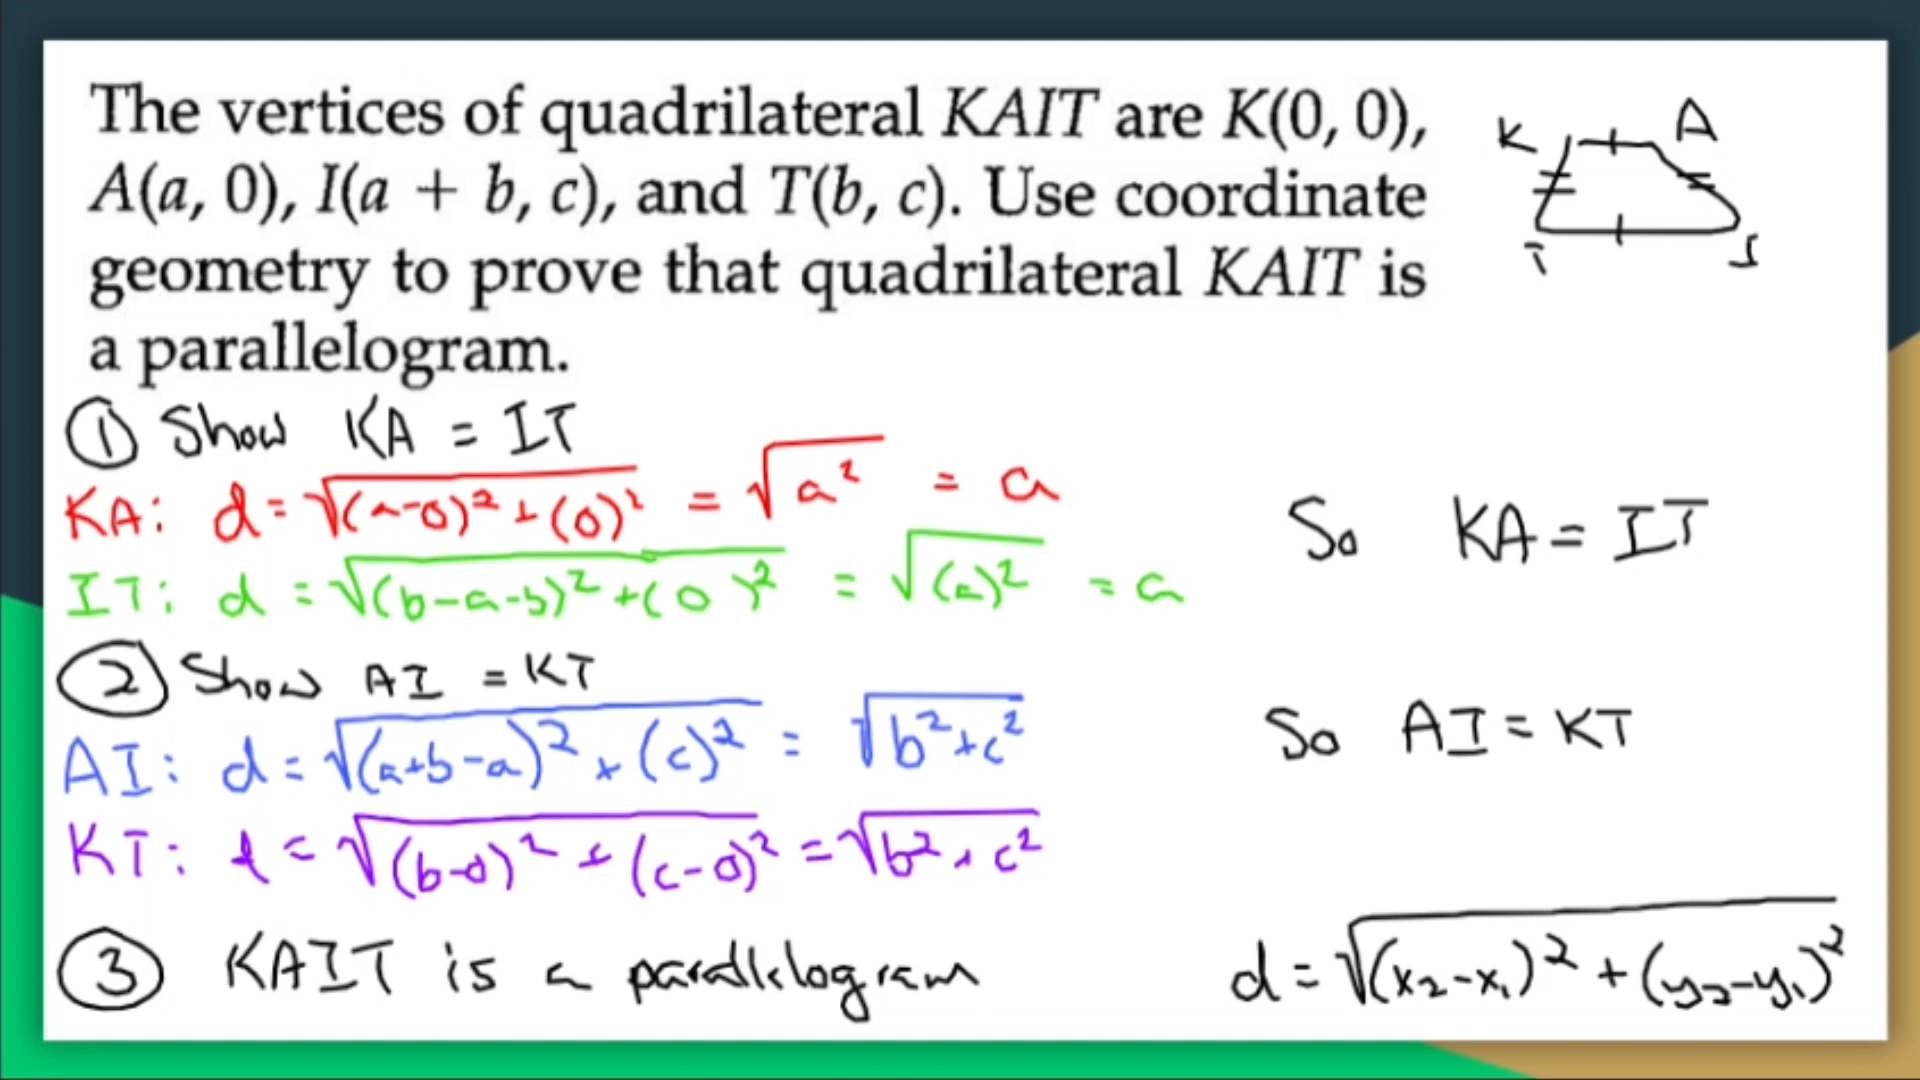 The vertices of quadrilateral KAIT are K(0, 0),
A(a, 0), I(a + b, c), and T(b, c). Use coordinate
geometry to prove that quadrilateral KAIT is
a parallelogram.
K A
T I
① Show KA = IT
KA: d = √(a-0)² + (0)² = √a² = a
So KA = IT
IT: d = √(b-a-b)² + (0)² = √(a)² = a
② Show AI = KT
AI: d = √(a+b-a)² + (c)² = √b²+c²
So AI = KT
KT: d = √(b-0)² + (c-0)² = √b²+c²
③ KAIT is a parallelogram
d = √(x₂-x₁)² + (y₂-y₁)²